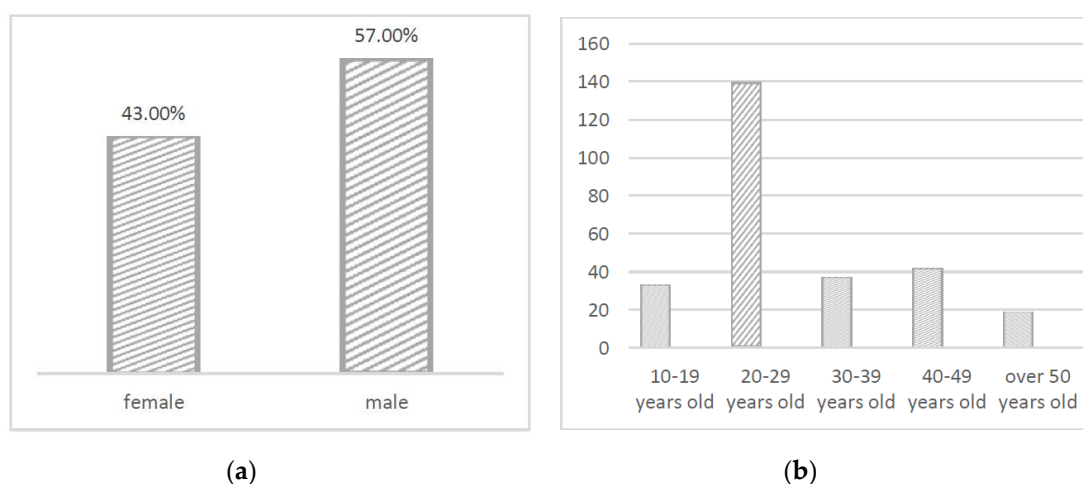 57.00%
43.00%
female male
160
140
120
100
80
60
40
20
0
10-19 20-29 30-39 40-49 over 50
years old years old years old years old years old
(a) (b)